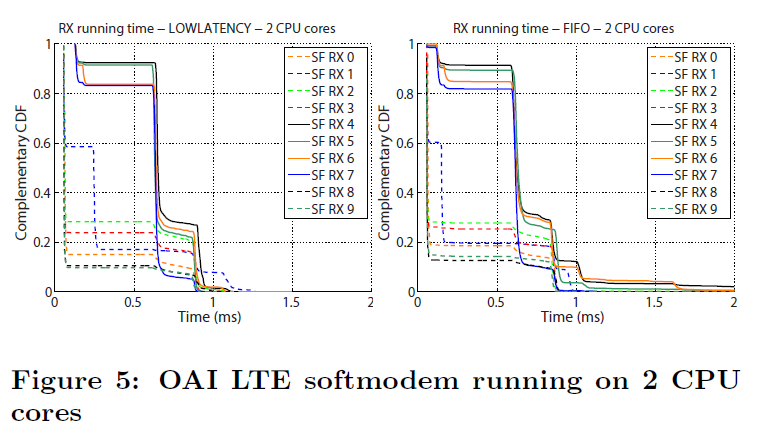 RX running time – LOWLATENCY – 2 CPU cores
Complementary CDF
1
0.8
0.6
0.4
0.2
0
0
0.5
1
1.5
2
Time (ms)
SF RX 0
SF RX 1
SF RX 2
SF RX 3
SF RX 4
SF RX 5
SF RX 6
SF RX 7
SF RX 8
SF RX 9
RX running time – FIFO – 2 CPU cores
Complementary CDF
1
0.8
0.6
0.4
0.2
0
0
0.5
1
1.5
2
Time (ms)
SF RX 0
SF RX 1
SF RX 2
SF RX 3
SF RX 4
SF RX 5
SF RX 6
SF RX 7
SF RX 8
SF RX 9
Figure 5: OAI LTE softmodem running on 2 CPU
cores